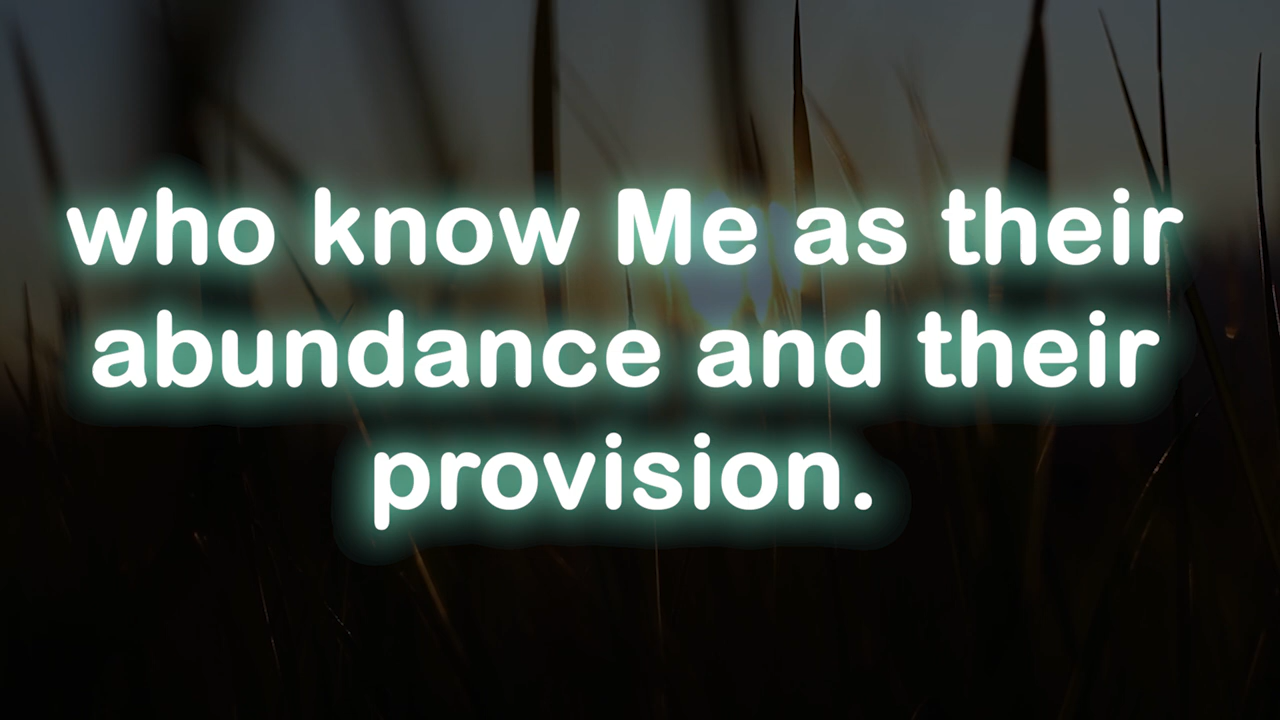 who know Me as their
abundance and their
provision.